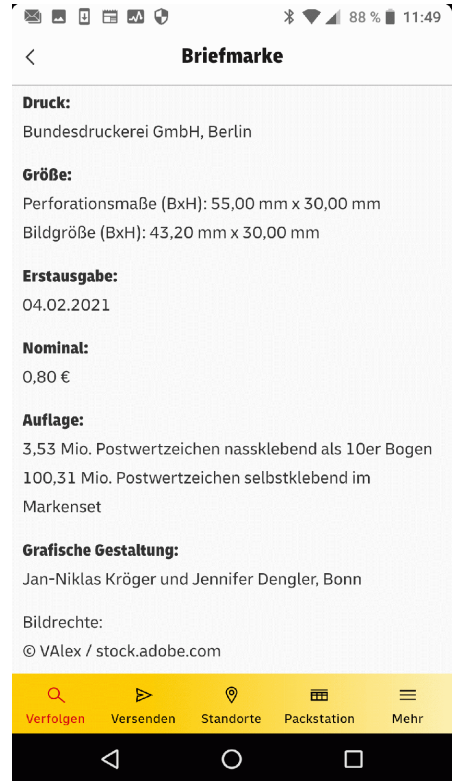 88 % 11:49
Briefmarke
Druck:
Bundesdruckerei GmbH, Berlin
Größe:
Perforationsmaße (BxH): 55,00 mm x 30,00 mm
Bildgröße (BxH): 43,20 mm x 30,00 mm
Erstausgabe:
04.02.2021
Nominal:
0,80 €
Auflage:
3,53 Mio. Postwertzeichen nassklebend als 10er Bogen
100,31 Mio. Postwertzeichen selbstklebend im
Markenset
Grafische Gestaltung:
Jan-Niklas Kröger und Jennifer Dengler, Bonn
Bildrechte:
© VAlex / stock.adobe.com
Verfolgen Versenden Standorte Packstation Mehr